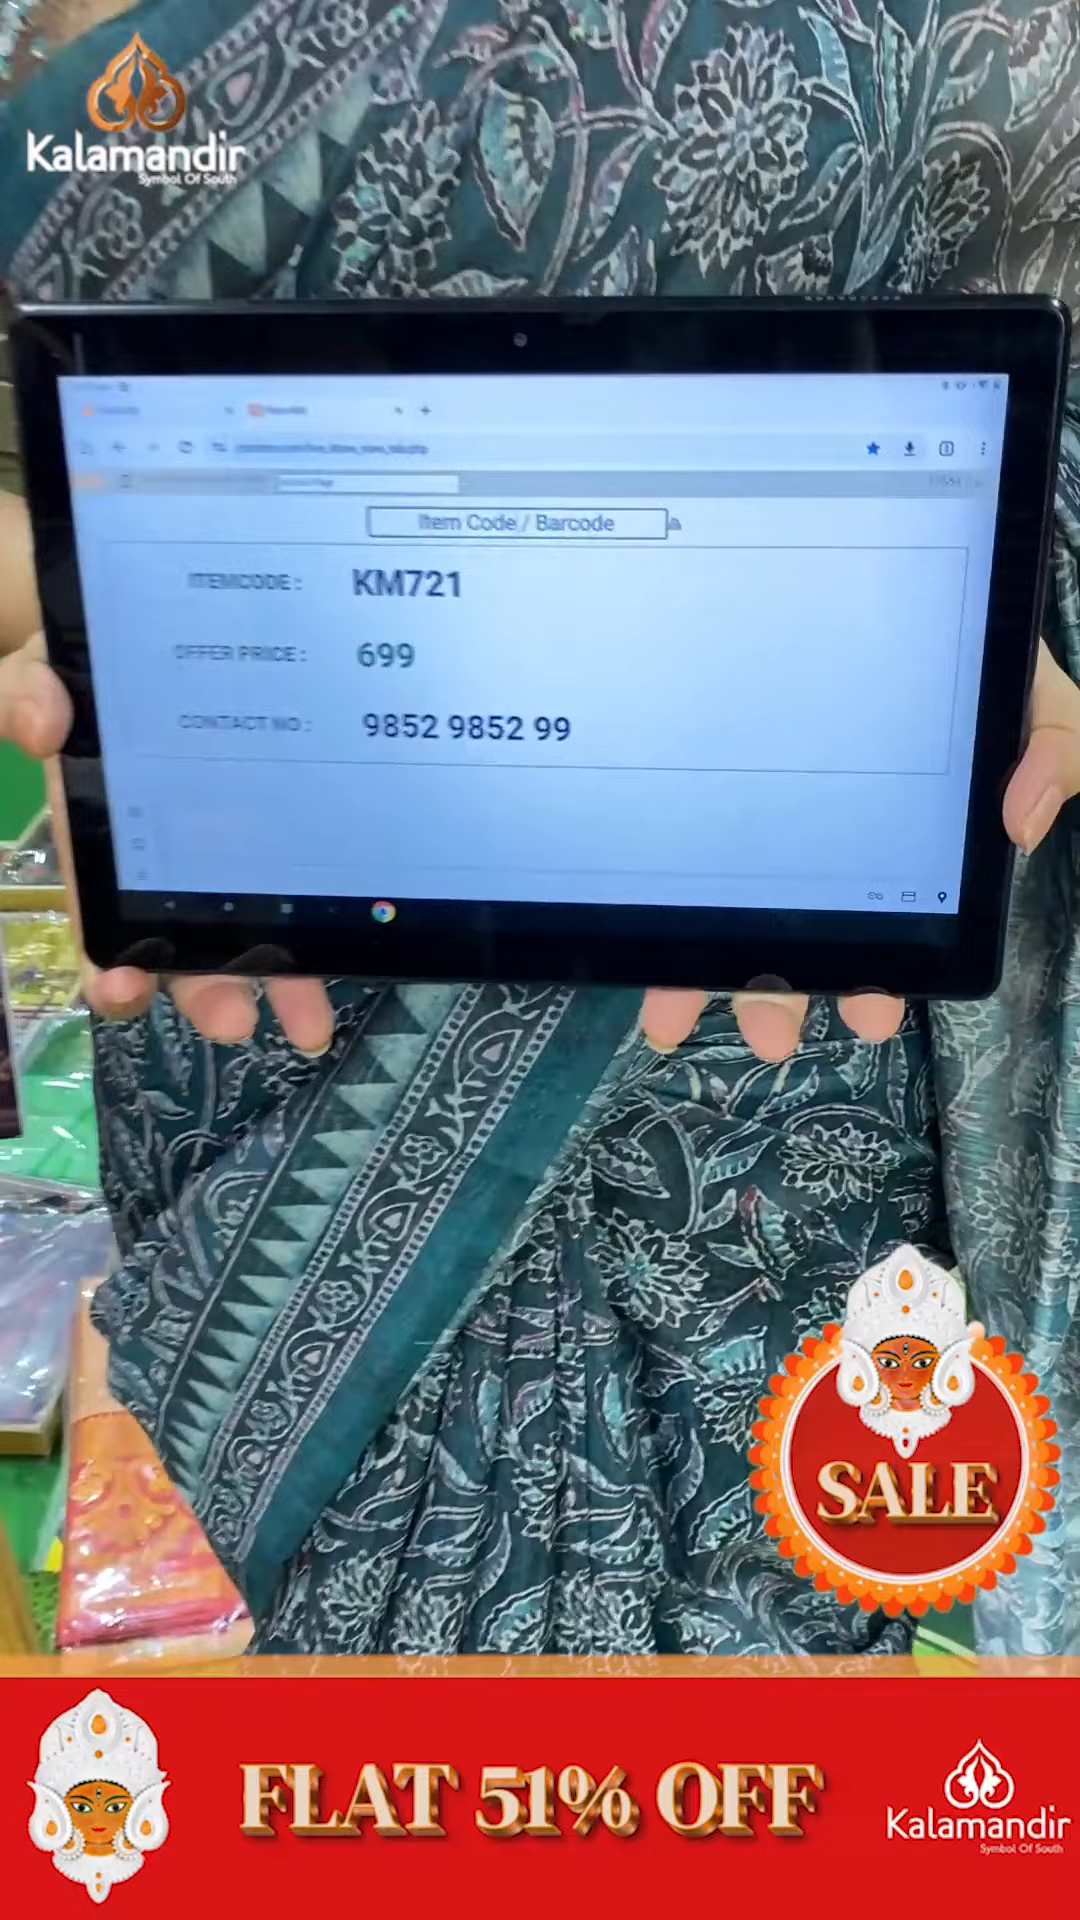 Kalamandir
Symbol Of South
Item Code / Barcode
ITEMCODE : KM721
OFFER PRICE : 699
CONTACT NO : 9852 9852 99
SALE
FLAT 51% OFF
Kalamandir
Symbol Of South